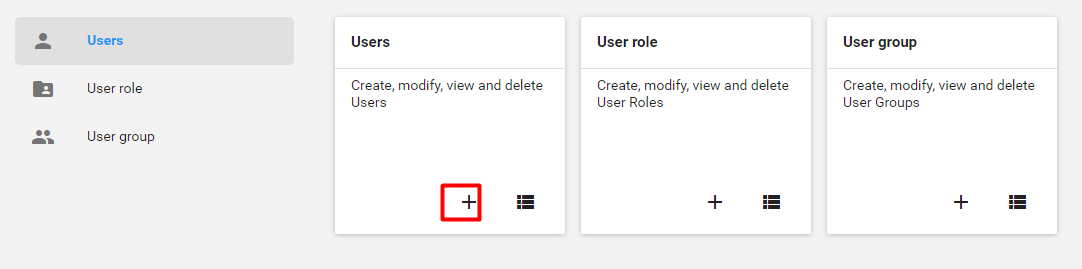 Users
User role
User group
Users
Create, modify, view and delete
Users
User role
Create, modify, view and delete
User Roles
User group
Create, modify, view and delete
User Groups